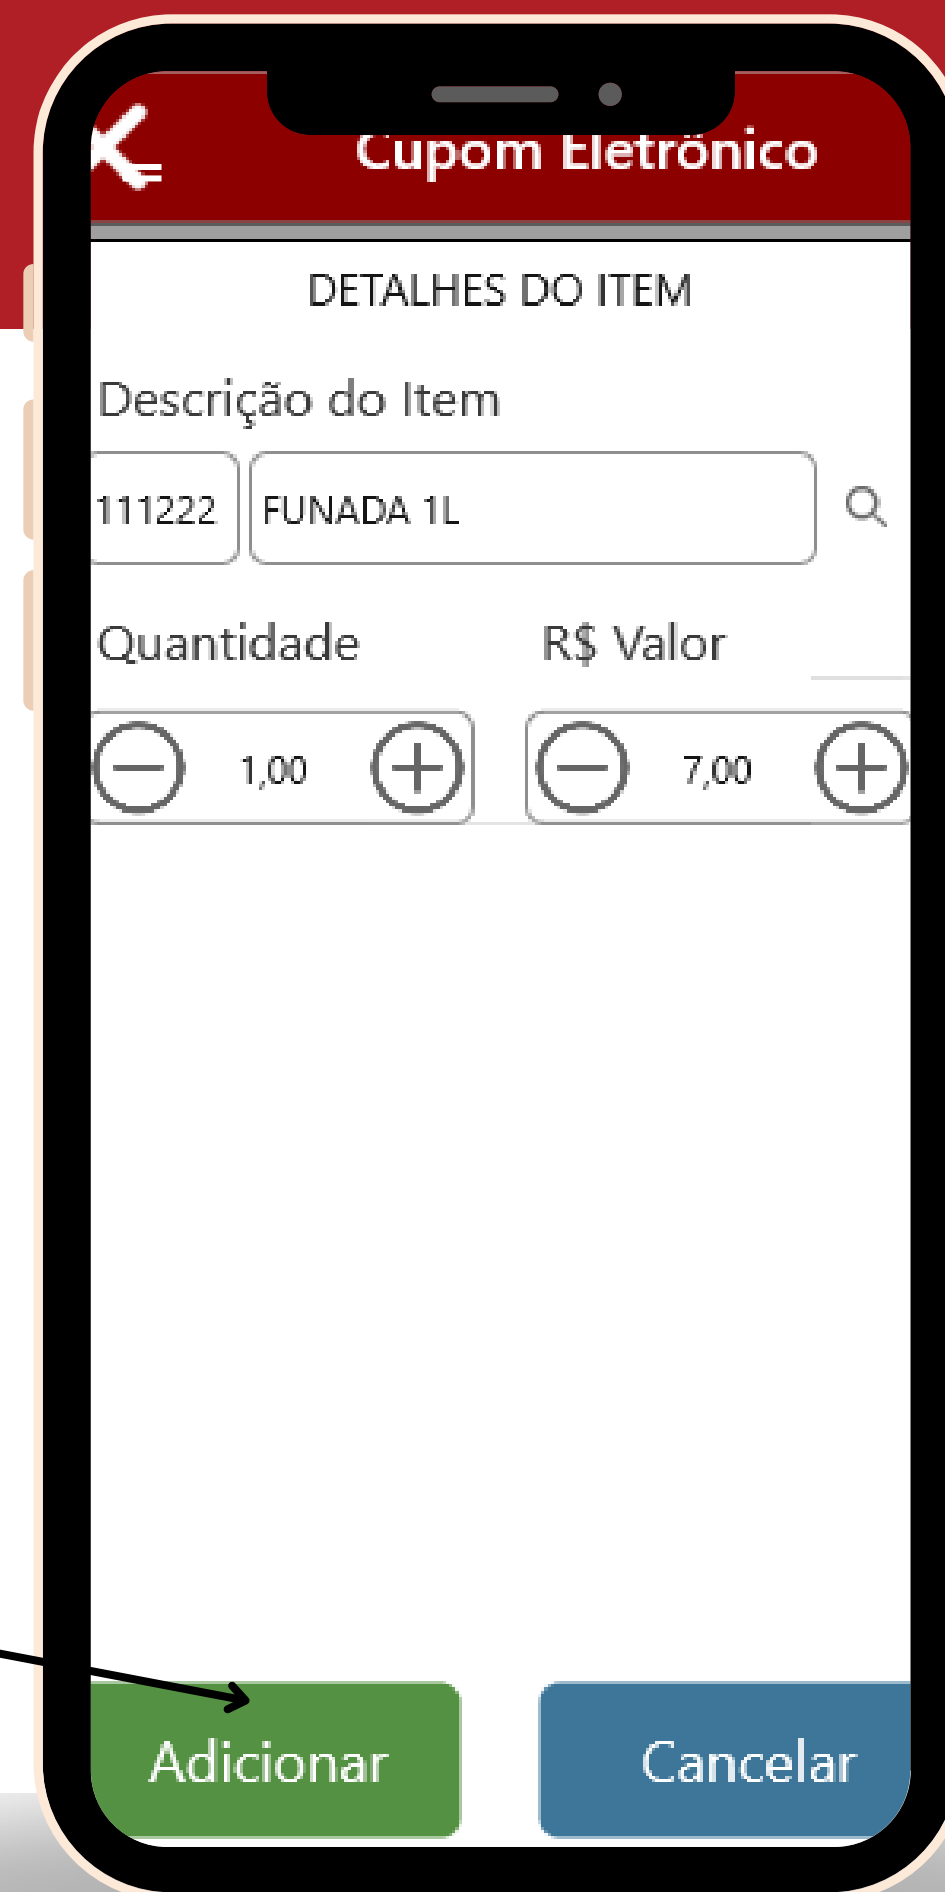 Cupom Eletrônico
DETALHES DO ITEM
Descrição do Item
111222 FUNADA 1L
Quantidade R$ Valor
1,00 7,00
Adicionar Cancelar